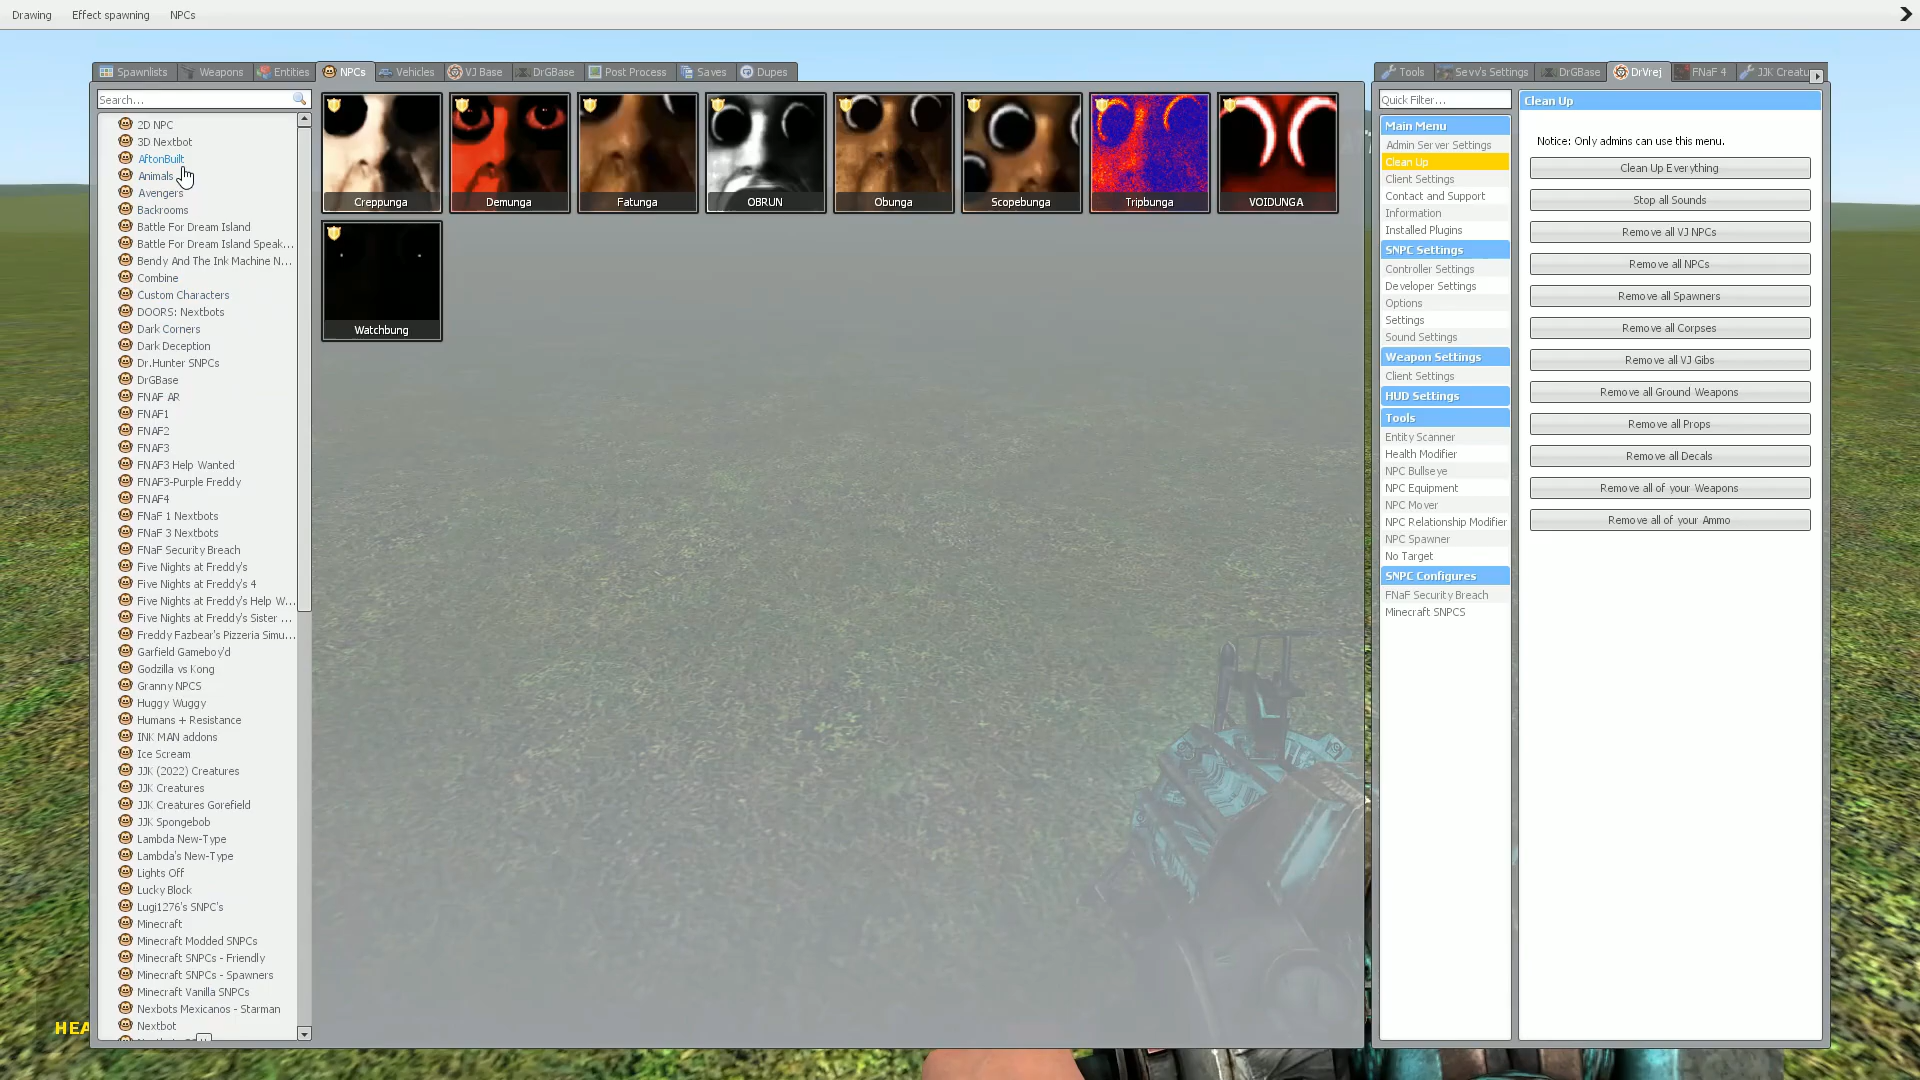 Drawing Effect spawning NPCs
Spawnlists Weapons Entities NPCs Vehicles VJ Base DrGBase Post Process Saves Dupes
Search...
2D NPC
3D Nextbot
AftonBuilt
Animals
Avengers
Backrooms
Battle For Dream Island
Battle For Dream Island Speak...
Bendy And The Ink Machine N...
Combine
Custom Characters
DOORS: Nextbots
Dark Corners
Dark Deception
Dr.Hunter SNPCs
DrGBase
FNAF AR
FNAF1
FNAF2
FNAF3
FNAF3 Help Wanted
FNAF3-Purple Freddy
FNAF4
FNaF 1 Nextbots
FNaF 3 Nextbots
FNaF Security Breach
Five Nights at Freddy's
Five Nights at Freddy's 4
Five Nights at Freddy's Help W...
Five Nights at Freddy's Sister ...
Freddy Fazbear's Pizzeria Simu...
Garfield Gameboy'd
Godzilla vs Kong
Granny NPCS
Huggy Wuggy
Humans + Resistance
INK MAN addons
Ice Scream
JJK (2022) Creatures
JJK Creatures
JJK Creatures Gorefield
JJK Spongebob
Lambda New-Type
Lambda's New-Type
Lights Off
Lucky Block
Lugi1276's SNPC's
Minecraft
Minecraft Modded SNPCs
Minecraft SNPCs - Friendly
Minecraft SNPCs - Spawners
Minecraft Vanilla SNPCs
Nexbots Mexicanos - Starman
Nextbot
Creppunga Demunga Fatunga OBRUN Obunga Scopebunga Tripbunga VOIDUNGA
Watchbung
HEA
Tools Sevv's Settings DrGBase DrVrej FNaF 4 JJK Creatu
Quick Filter...
Main Menu
Admin Server Settings
Clean Up
Client Settings
Contact and Support
Information
Installed Plugins
SNPC Settings
Controller Settings
Developer Settings
Options
Settings
Sound Settings
Weapon Settings
Client Settings
HUD Settings
Tools
Entity Scanner
Health Modifier
NPC Bullseye
NPC Equipment
NPC Mover
NPC Relationship Modifier
NPC Spawner
No Target
SNPC Configures
FNaF Security Breach
Minecraft SNPCS
Clean Up
Notice: Only admins can use this menu.
Clean Up Everything
Stop all Sounds
Remove all VJ NPCs
Remove all NPCs
Remove all Spawners
Remove all Corpses
Remove all VJ Gibs
Remove all Ground Weapons
Remove all Props
Remove all Decals
Remove all of your Weapons
Remove all of your Ammo